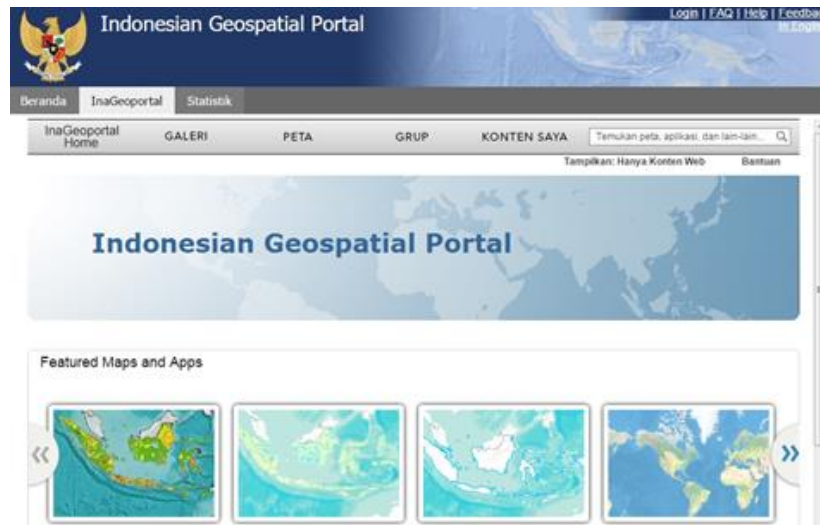 Indonesian Geospatial Portal
Login | FAQ | Help | Feedba
Beranda InaGeoportal Statistik
InaGeoportal Home GALERI PETA GRUP KONTEN SAYA Temukan peta, aplikasi, dan lain-lain...
Tampilkan: Hanya Konten Web Bantuan
Indonesian Geospatial Portal
Featured Maps and Apps